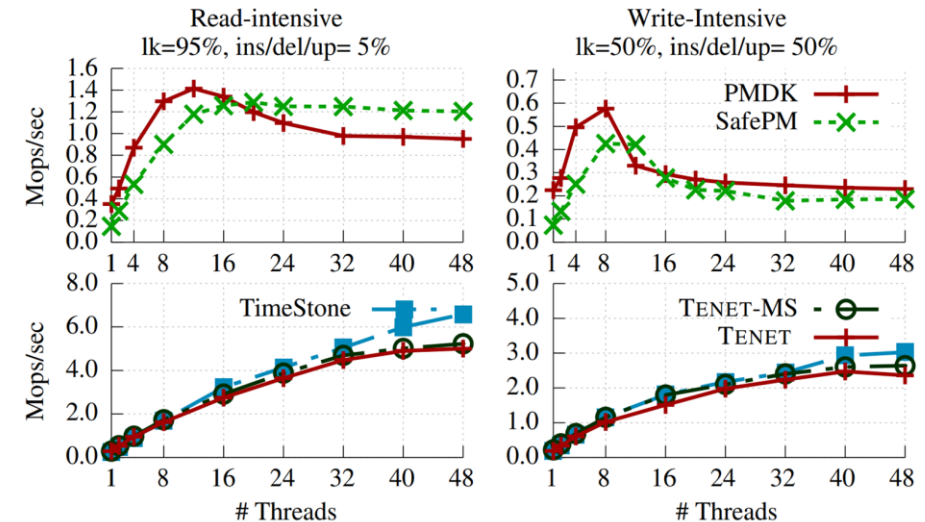 Read-intensive
lk=95%, ins/del/up= 5%
Write-Intensive
lk=50%, ins/del/up= 50%
Mops/sec
1.6
1.4
1.2
1.0
0.8
0.6
0.4
0.2
0.0
1 4 8 16 24 32 40 48
0.7
0.6
0.5
0.4
0.3
0.2
0.1
0.0
1 4 8 16 24 32 40 48
PMDK
SafePM
Mops/sec
8.0
6.0
4.0
2.0
0.0
1 8 16 24 32 40 48
# Threads
TimeStone
5.0
4.0
3.0
2.0
1.0
0.0
1 8 16 24 32 40 48
# Threads
TENET-MS
TENET